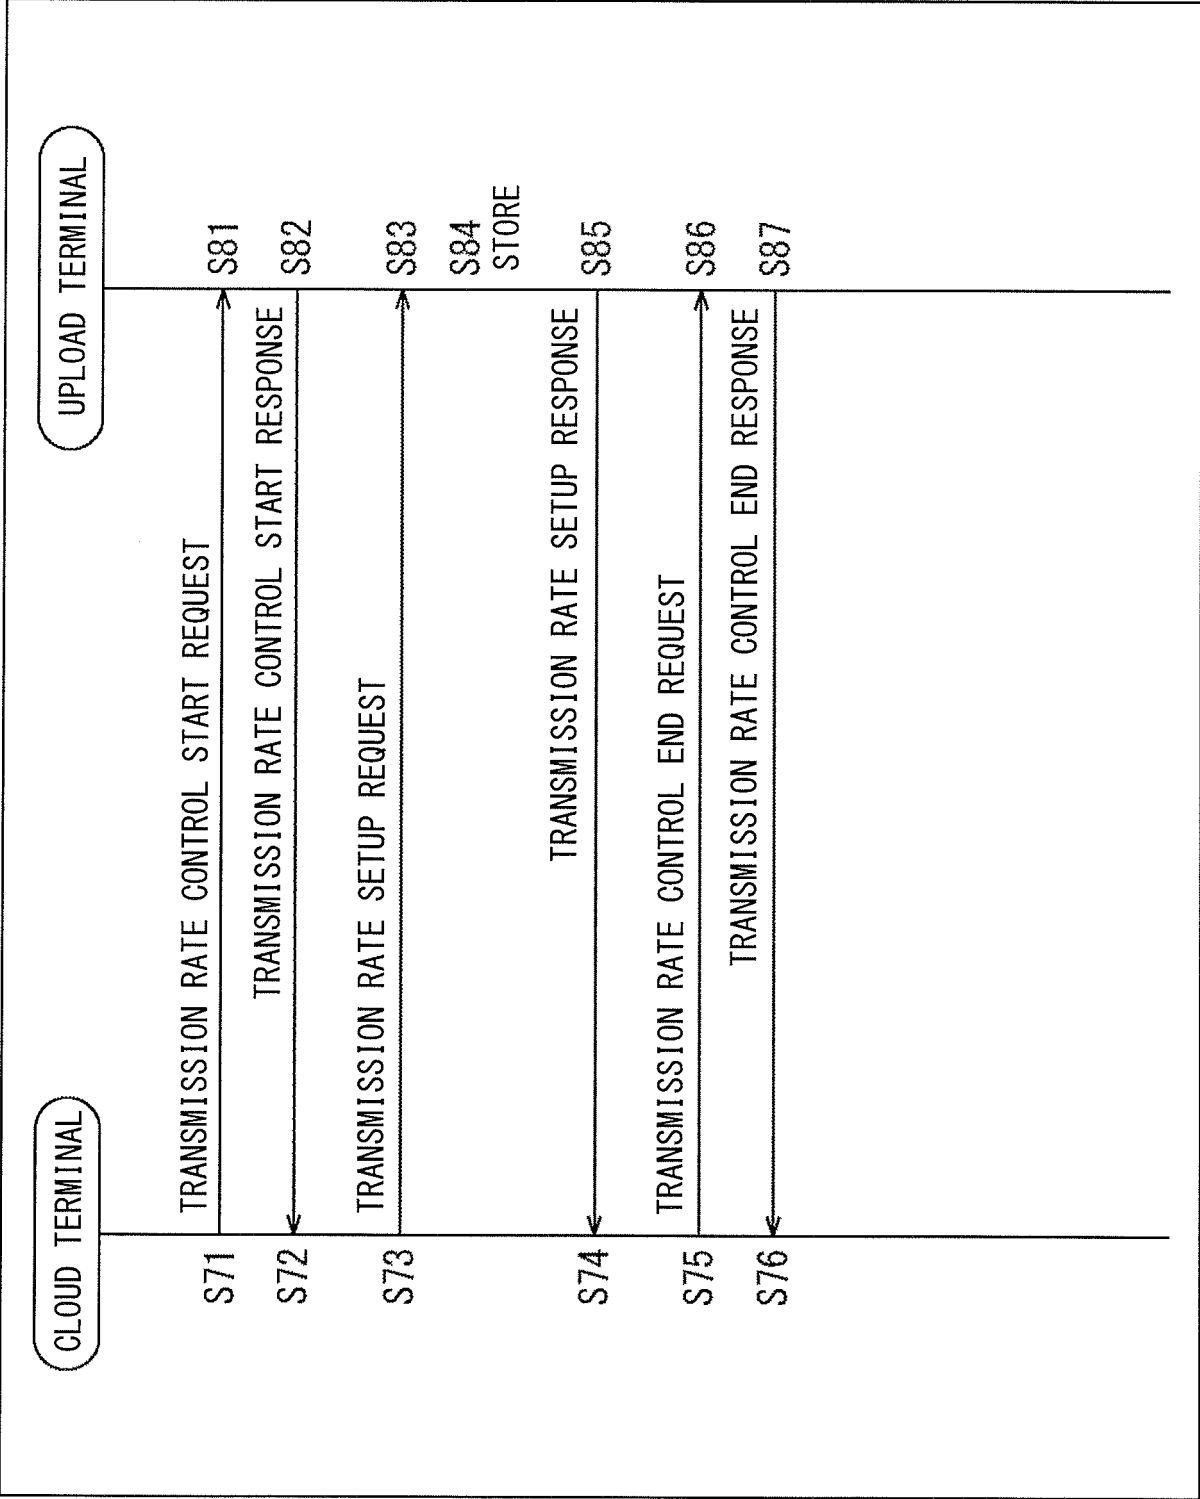 CLOUD TERMINAL
UPLOAD TERMINAL
S71
TRANSMISSION RATE CONTROL START REQUEST
S81
S72
TRANSMISSION RATE CONTROL START RESPONSE
S82
S73
TRANSMISSION RATE SETUP REQUEST
S83
S84
STORE
S74
TRANSMISSION RATE SETUP RESPONSE
S85
S75
TRANSMISSION RATE CONTROL END REQUEST
S86
S76
TRANSMISSION RATE CONTROL END RESPONSE
S87